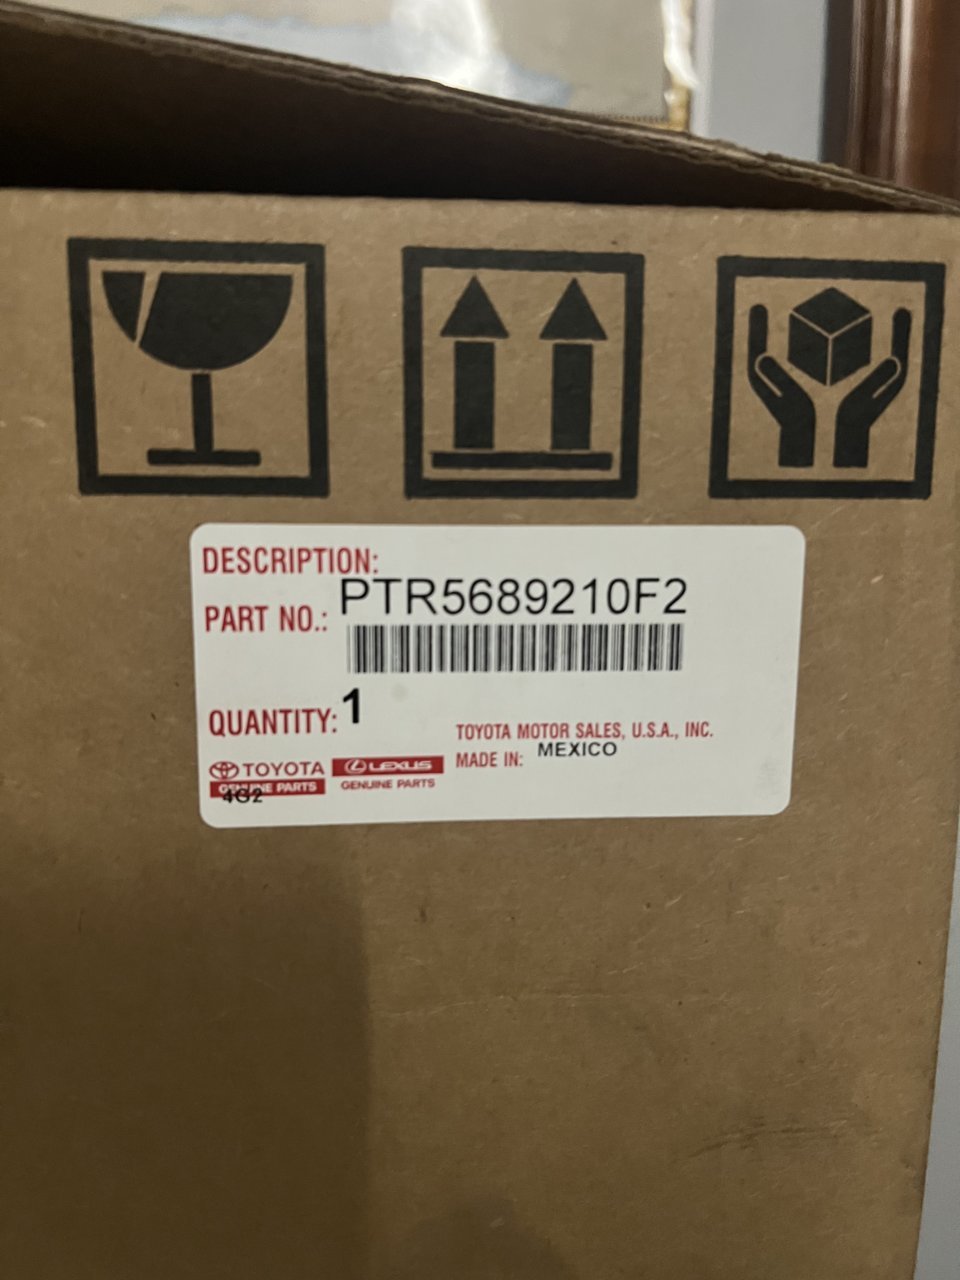 DESCRIPTION:
PART NO.: PTR5689210F2
QUANTITY: 1
TOYOTA MOTOR SALES, U.S.A., INC.
MADE IN: MEXICO
TOYOTA
GENUINE PARTS
4G2
LEXUS
GENUINE PARTS